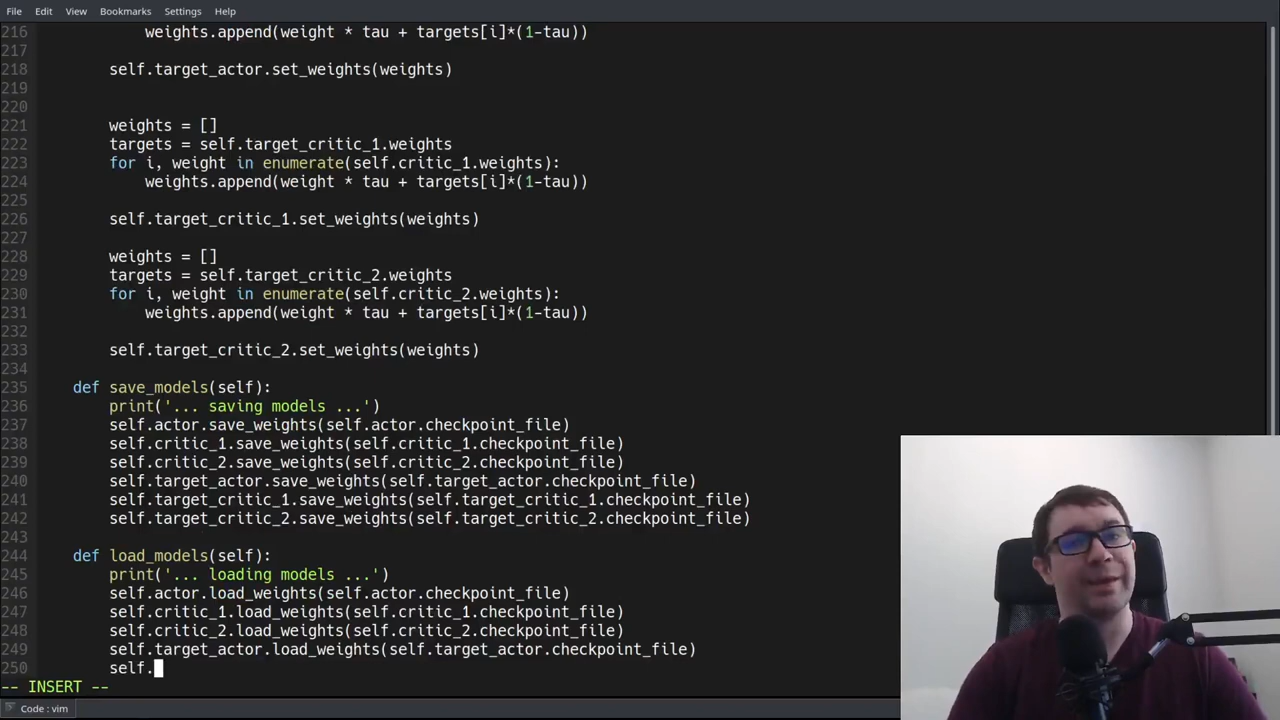 File Edit View Bookmarks Settings Help
216             weights.append(weight * tau + targets[i]*(1-tau))
217
218         self.target_actor.set_weights(weights)
219
220
221         weights = []
222         targets = self.target_critic_1.weights
223         for i, weight in enumerate(self.critic_1.weights):
224             weights.append(weight * tau + targets[i]*(1-tau))
225
226         self.target_critic_1.set_weights(weights)
227
228         weights = []
229         targets = self.target_critic_2.weights
230         for i, weight in enumerate(self.critic_2.weights):
231             weights.append(weight * tau + targets[i]*(1-tau))
232
233         self.target_critic_2.set_weights(weights)
234
235     def save_models(self):
236         print('... saving models ...')
237         self.actor.save_weights(self.actor.checkpoint_file)
238         self.critic_1.save_weights(self.critic_1.checkpoint_file)
239         self.critic_2.save_weights(self.critic_2.checkpoint_file)
240         self.target_actor.save_weights(self.target_actor.checkpoint_file)
241         self.target_critic_1.save_weights(self.target_critic_1.checkpoint_file)
242         self.target_critic_2.save_weights(self.target_critic_2.checkpoint_file)
243
244     def load_models(self):
245         print('... loading models ...')
246         self.actor.load_weights(self.actor.checkpoint_file)
247         self.critic_1.load_weights(self.critic_1.checkpoint_file)
248         self.critic_2.load_weights(self.critic_2.checkpoint_file)
249         self.target_actor.load_weights(self.target_actor.checkpoint_file)
250         self.
-- INSERT --
Code : vim